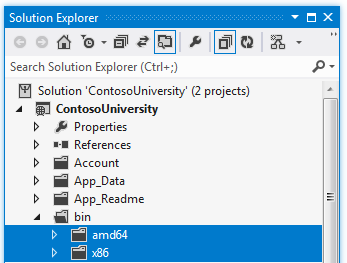 Solution Explorer
Search Solution Explorer (Ctrl+;)
Solution 'ContosoUniversity' (2 projects)
ContosoUniversity
Properties
References
Account
App_Data
App_Readme
bin
amd64
x86